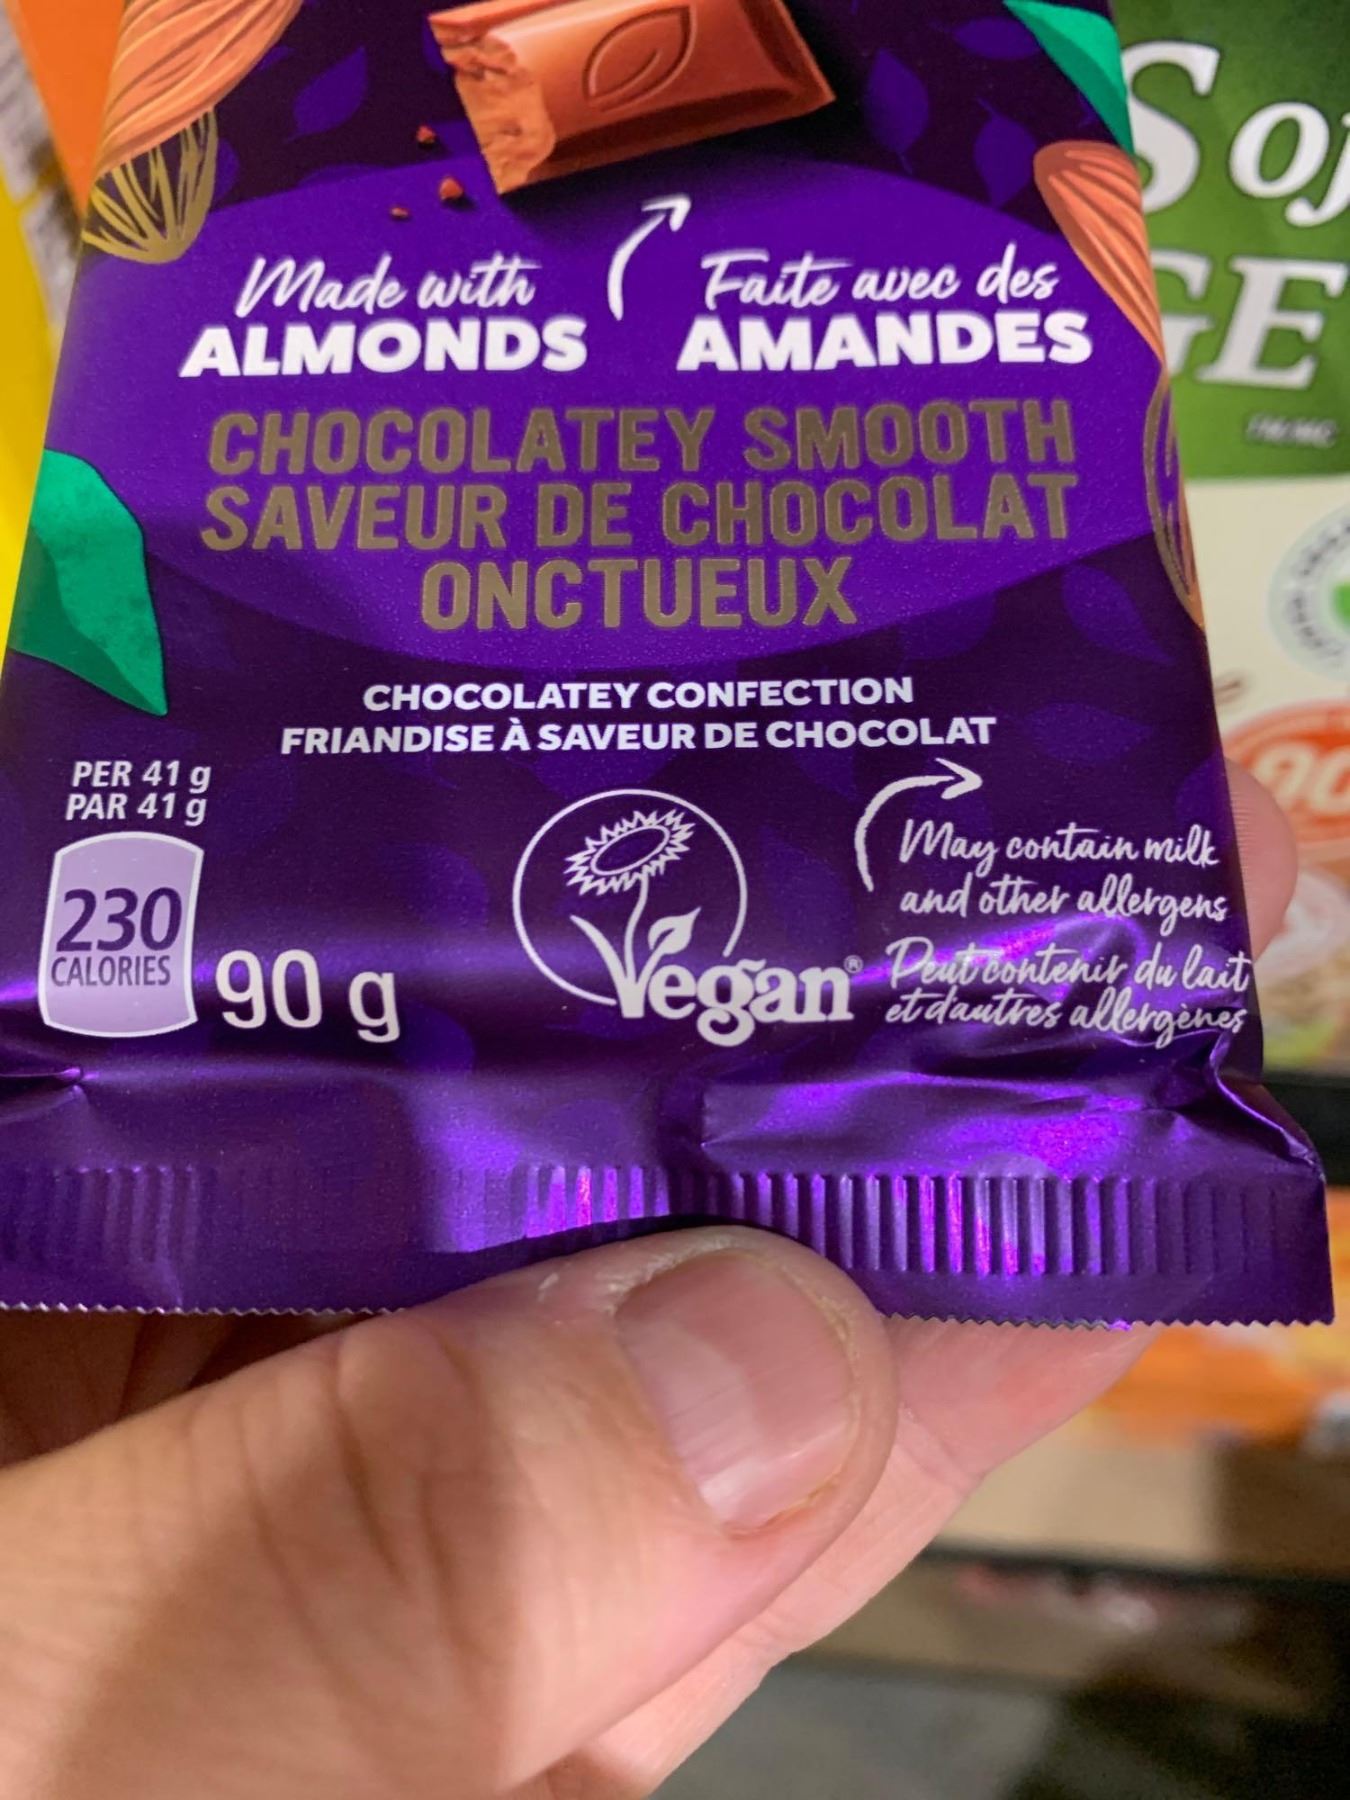 Made with
ALMONDS
Faite avec des
AMANDES
CHOCOLATEY SMOOTH
SAVEUR DE CHOCOLAT
ONCTUEUX
CHOCOLATEY CONFECTION
FRIANDISE À SAVEUR DE CHOCOLAT
PER 41 g
PAR 41 g
230
CALORIES
90 g
Vegan®
May contain milk
and other allergens
Peut contenir du lait
et d'autres allergènes